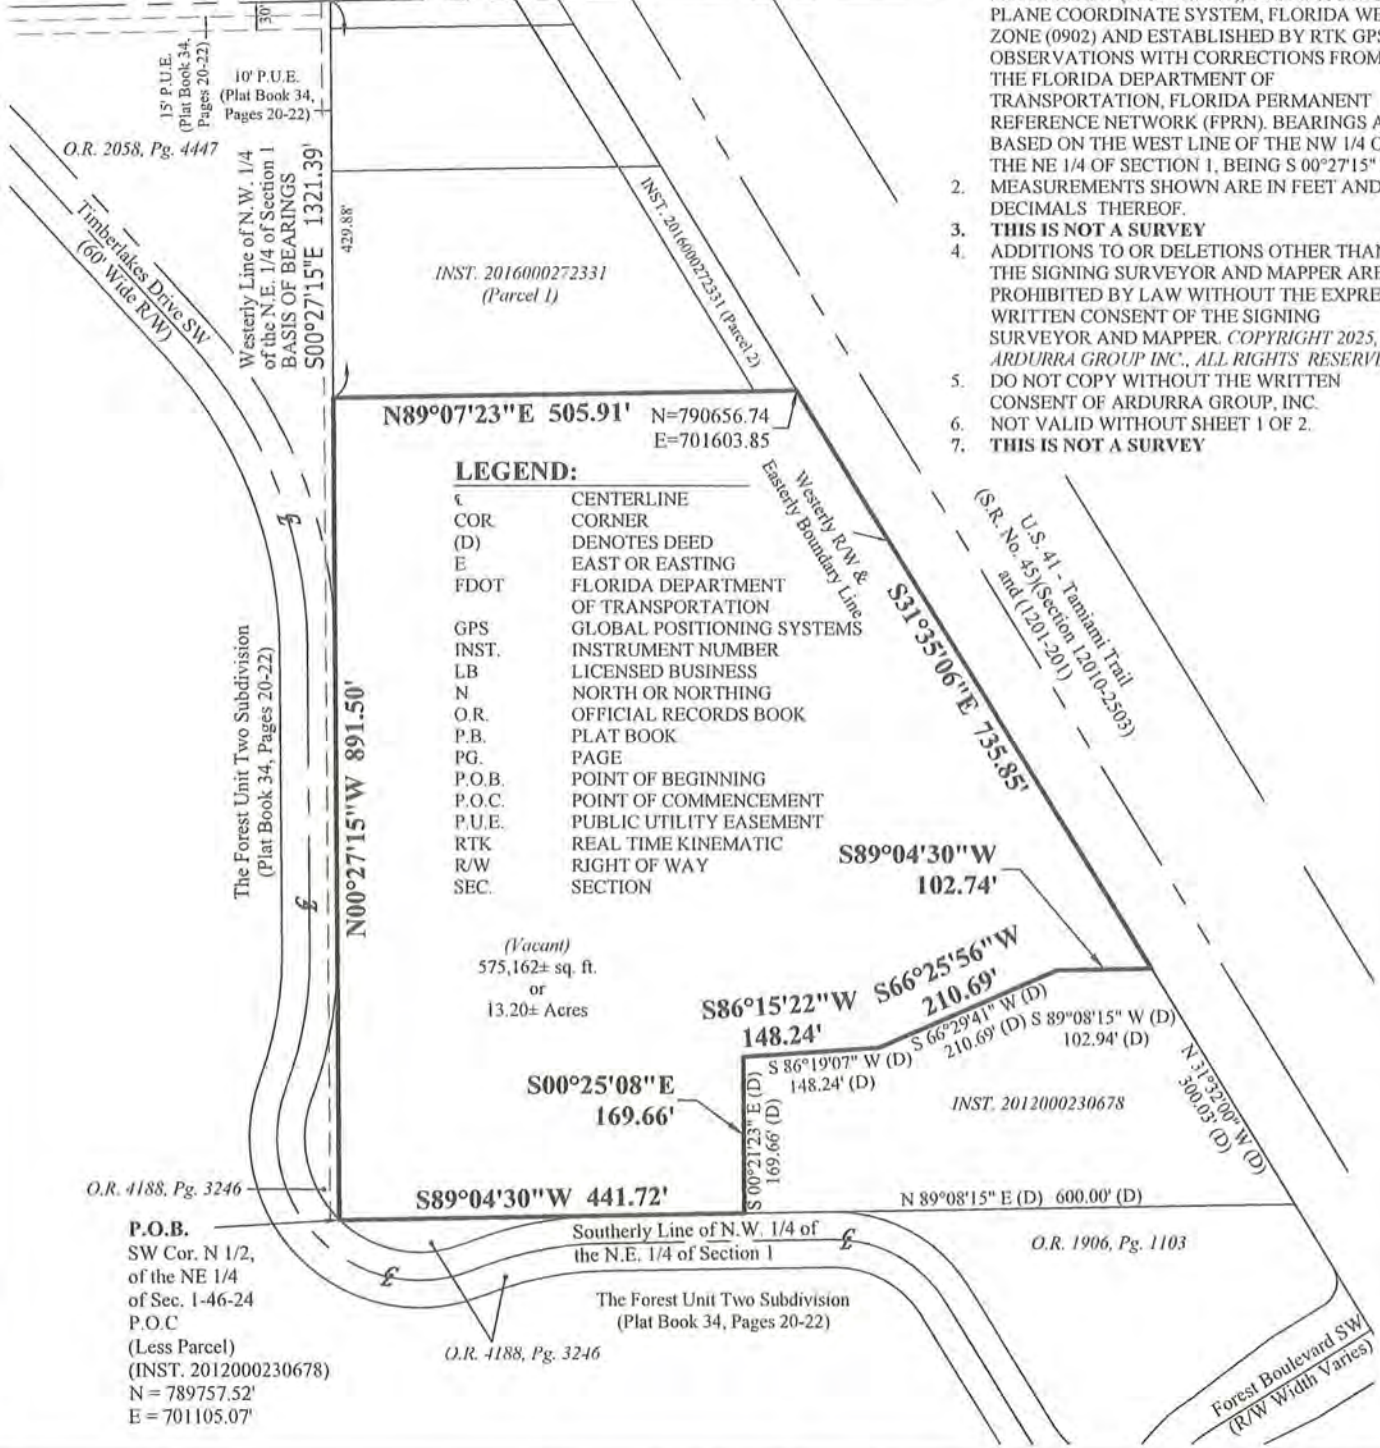 30'
15' P.U.E.
(Plat Book 34,
Pages 20-22)
10' P.U.E.
(Plat Book 34,
Pages 20-22)
O.R. 2058, Pg. 4447
Timberlakes Drive SW
(60' Wide R/W)
Westerly Line of N.W. 1/4
of the N.E. 1/4 of Section 1
BASIS OF BEARINGS
S00°27'15"E 1321.39'
429.88'
INST. 2016000272331
(Parcel 1)
INST. 2016000272331 (Parcel 2)
PLANE COORDINATE SYSTEM, FLORIDA WE
ZONE (0902) AND ESTABLISHED BY RTK GPS
OBSERVATIONS WITH CORRECTIONS FROM
THE FLORIDA DEPARTMENT OF
TRANSPORTATION, FLORIDA PERMANENT
REFERENCE NETWORK (FPRN). BEARINGS A
BASED ON THE WEST LINE OF THE NW 1/4 O
THE NE 1/4 OF SECTION 1, BEING S 00°27'15"
2. MEASUREMENTS SHOWN ARE IN FEET AND
DECIMALS THEREOF.
3. THIS IS NOT A SURVEY
4. ADDITIONS TO OR DELETIONS OTHER THAN
THE SIGNING SURVEYOR AND MAPPER ARE
PROHIBITED BY LAW WITHOUT THE EXPRE
WRITTEN CONSENT OF THE SIGNING
SURVEYOR AND MAPPER. COPYRIGHT 2025,
ARDURRA GROUP INC., ALL RIGHTS RESERVE
5. DO NOT COPY WITHOUT THE WRITTEN
CONSENT OF ARDURRA GROUP, INC.
6. NOT VALID WITHOUT SHEET 1 OF 2.
7. THIS IS NOT A SURVEY
N89°07'23"E 505.91'
N=790656.74
E=701603.85
LEGEND:
℄ CENTERLINE
COR CORNER
(D) DENOTES DEED
E EAST OR EASTING
FDOT FLORIDA DEPARTMENT
OF TRANSPORTATION
GPS GLOBAL POSITIONING SYSTEMS
INST. INSTRUMENT NUMBER
LB LICENSED BUSINESS
N NORTH OR NORTHING
O.R. OFFICIAL RECORDS BOOK
P.B. PLAT BOOK
PG. PAGE
P.O.B. POINT OF BEGINNING
P.O.C. POINT OF COMMENCEMENT
P.U.E. PUBLIC UTILITY EASEMENT
RTK REAL TIME KINEMATIC
R/W RIGHT OF WAY
SEC. SECTION
Westerly R/W &
Easterly Boundary Line
S31°35'06"E 735.85'
U.S. 41 - Tamiami Trail
(S.R. No. 45)(Section 12010-2503)
and (1201-201)
℄
℄
The Forest Unit Two Subdivision
(Plat Book 34, Pages 20-22)
N00°27'15"W 891.50'
(Vacant)
575,162± sq. ft.
or
13.20± Acres
S89°04'30"W
102.74'
S66°25'56"W
210.69'
S86°15'22"W
148.24'
S 66°29'41" W (D)
210.69' (D)
S 89°08'15" W (D)
102.94' (D)
S 86°19'07" W (D)
148.24' (D)
S00°25'08"E
169.66'
S 00°21'23" E (D)
169.66' (D)
INST. 2012000230678
N 31°32'00" W (D)
300.03' (D)
O.R. 4188, Pg. 3246
S89°04'30"W 441.72'
N 89°08'15" E (D) 600.00' (D)
P.O.B.
SW Cor. N 1/2,
of the NE 1/4
of Sec. 1-46-24
P.O.C
(Less Parcel)
(INST. 2012000230678)
N = 789757.52'
E = 701105.07'
Southerly Line of N.W. 1/4 of
the N.E. 1/4 of Section 1
℄
℄
O.R. 1906, Pg. 1103
The Forest Unit Two Subdivision
(Plat Book 34, Pages 20-22)
O.R. 4188, Pg. 3246
Forest Boulevard SW
(R/W Width Varies)